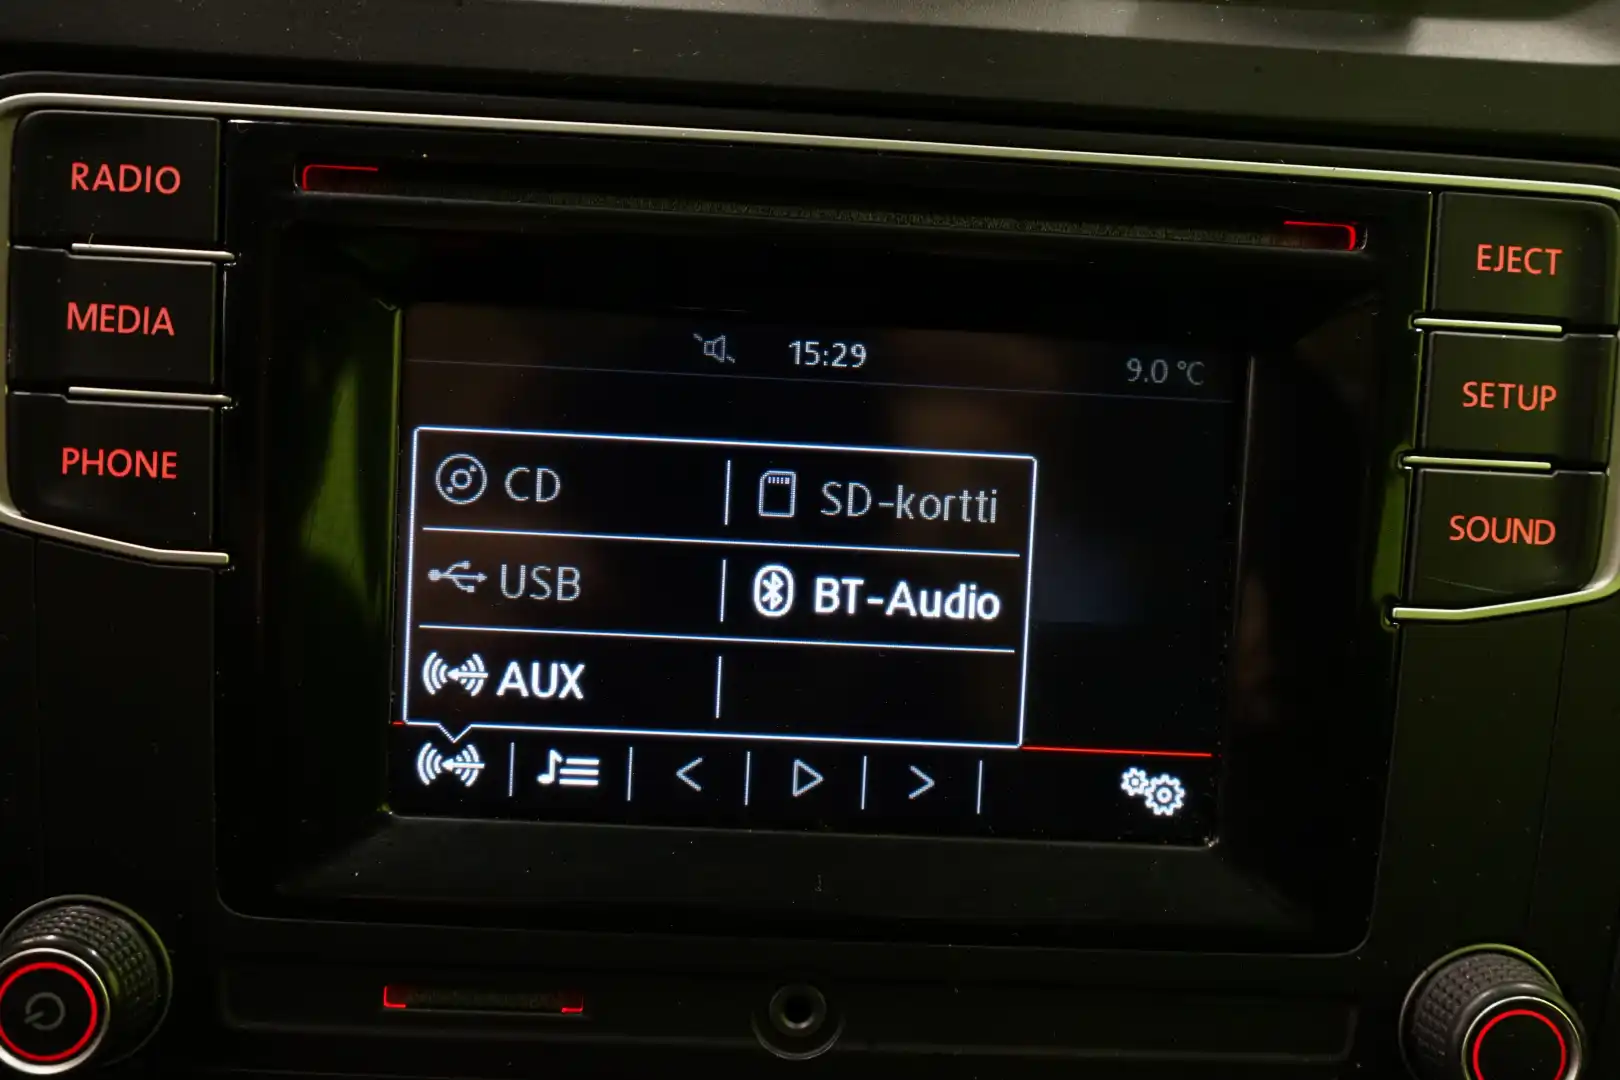 RADIO
MEDIA
PHONE
EJECT
SETUP
SOUND
15:29
9.0 °C
CD
SD-kortti
USB
BT-Audio
AUX